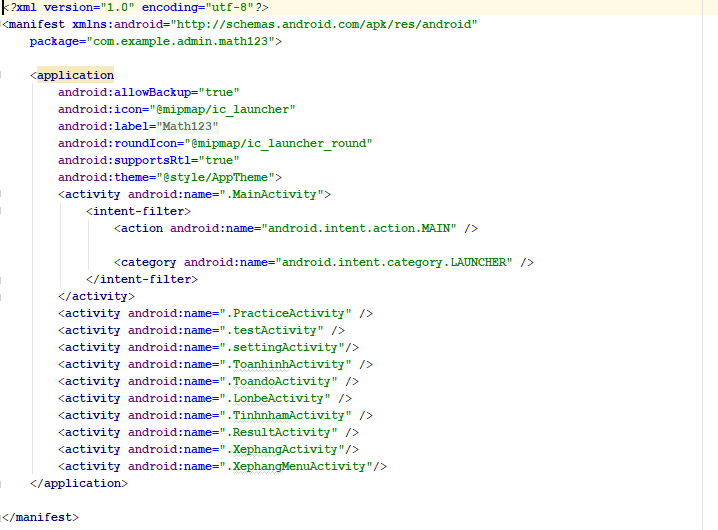 <?xml version="1.0" encoding="utf-8"?>
<manifest xmlns:android="http://schemas.android.com/apk/res/android"
    package="com.example.admin.math123">

    <application
        android:allowBackup="true"
        android:icon="@mipmap/ic_launcher"
        android:label="Math123"
        android:roundIcon="@mipmap/ic_launcher_round"
        android:supportsRtl="true"
        android:theme="@style/AppTheme">
        <activity android:name=".MainActivity">
            <intent-filter>
                <action android:name="android.intent.action.MAIN" />

                <category android:name="android.intent.category.LAUNCHER" />
            </intent-filter>
        </activity>
        <activity android:name=".PracticeActivity" />
        <activity android:name=".testActivity" />
        <activity android:name=".settingActivity"/>
        <activity android:name=".ToanhinhActivity" />
        <activity android:name=".ToandoActivity" />
        <activity android:name=".LonbeActivity" />
        <activity android:name=".TinhnhamActivity" />
        <activity android:name=".ResultActivity" />
        <activity android:name=".XephangActivity"/>
        <activity android:name=".XephangMenuActivity"/>
    </application>

</manifest>